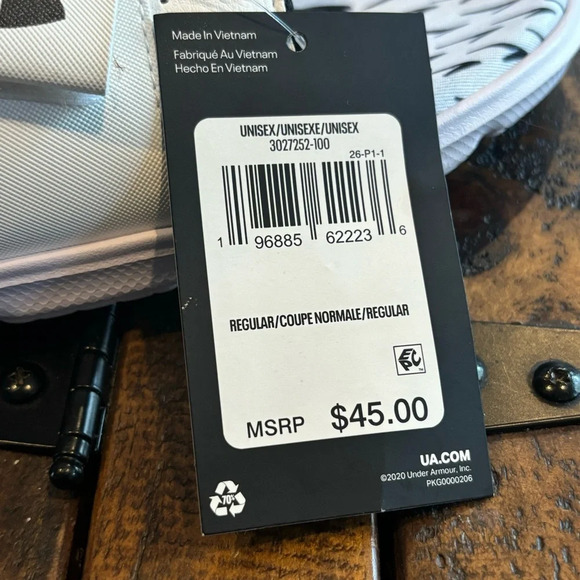 Made In Vietnam
Fabriqué Au Vietnam
Hecho En Vietnam
UNISEX/UNISEXE/UNISEX
3027252-100
26-P1-1
1 96885 62223 6
REGULAR/COUPE NORMALE/REGULAR
EPC
MSRP $45.00
UA.COM
©2020 Under Armour, Inc.
PKG0000206
70%